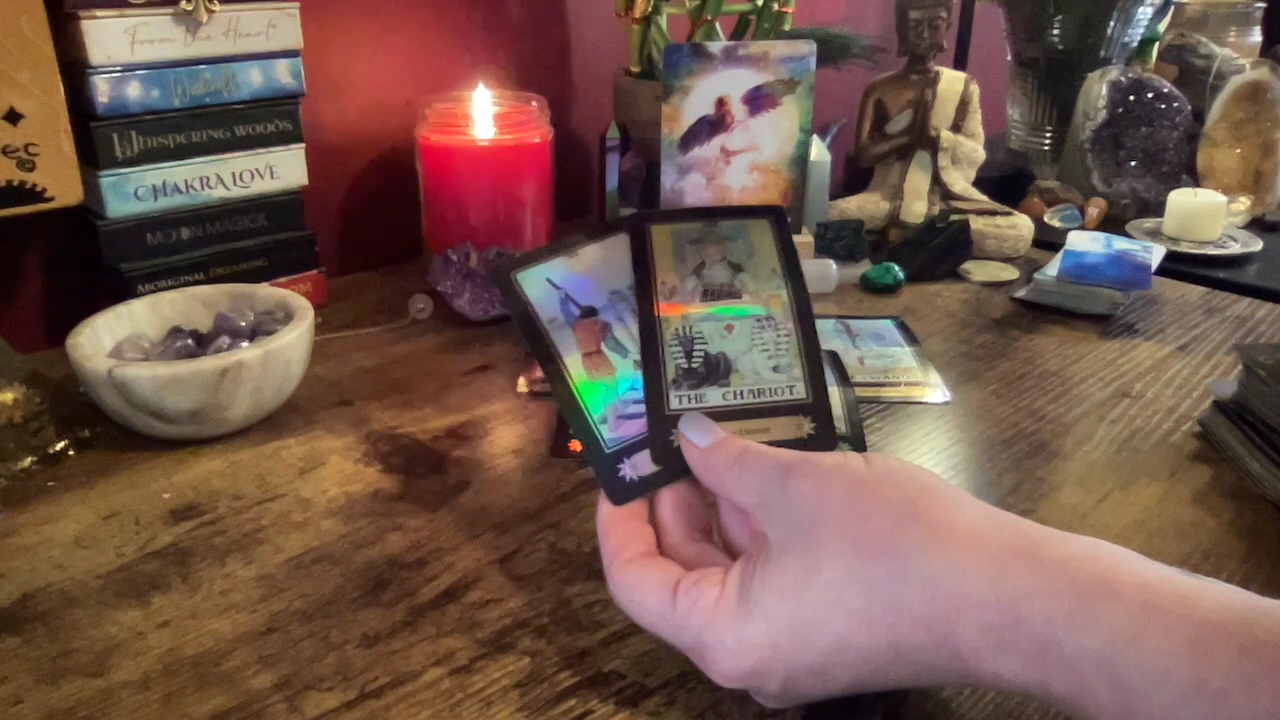 From the Heart
Witchcraft
WHISPERING WOODS
CHAKRA LOVE
MOON MAGICK
ABORIGINAL DREAMING
THE CHARIOT.